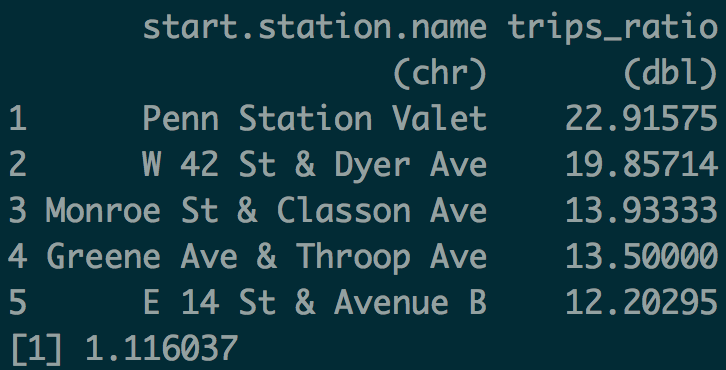 start.station.name trips_ratio
(chr) (dbl)
1 Penn Station Valet 22.91575
2 W 42 St & Dyer Ave 19.85714
3 Monroe St & Classon Ave 13.93333
4 Greene Ave & Throop Ave 13.50000
5 E 14 St & Avenue B 12.20295
[1] 1.116037